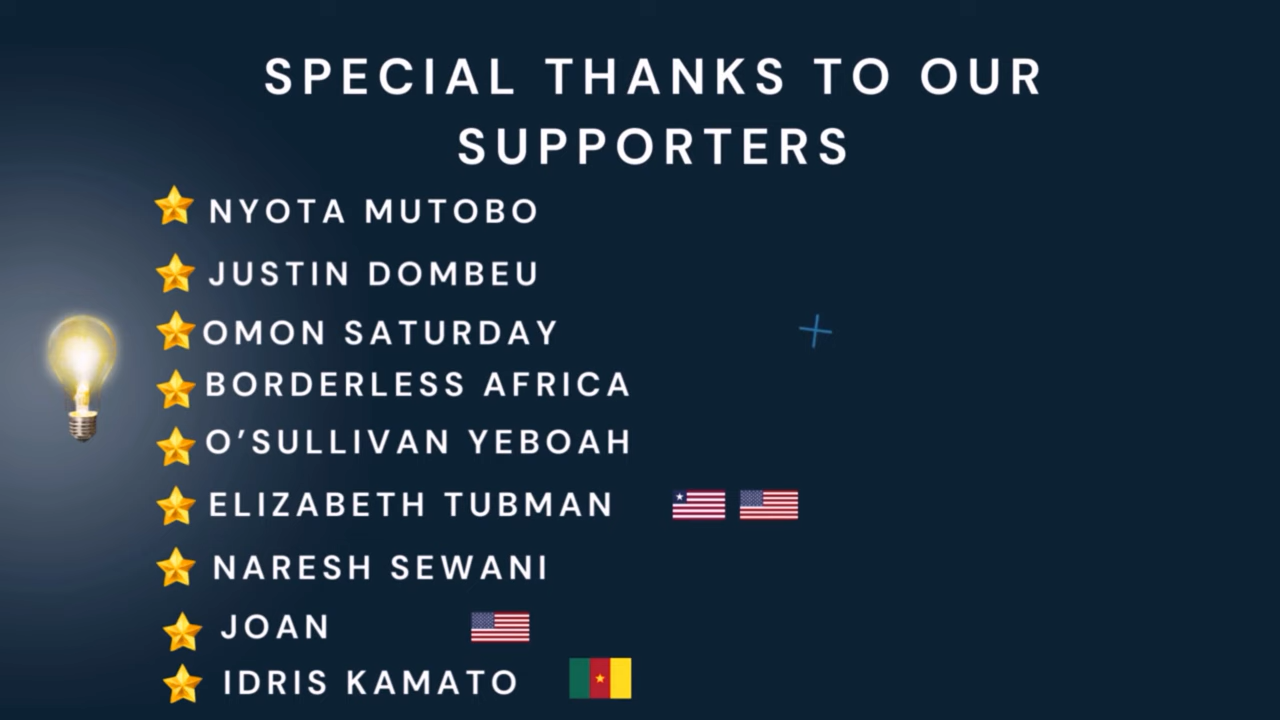 SPECIAL THANKS TO OUR
SUPPORTERS
NYOTA MUTOBO
JUSTIN DOMBEU
OMON SATURDAY
BORDERLESS AFRICA
O’SULLIVAN YEBOAH
ELIZABETH TUBMAN
NARESH SEWANI
JOAN
IDRIS KAMATO